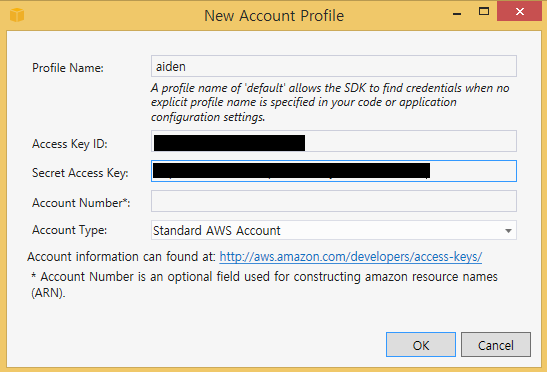 New Account Profile
Profile Name: aiden
A profile name of 'default' allows the SDK to find credentials when no
explicit profile name is specified in your code or application
configuration settings.
Access Key ID:
Secret Access Key:
Account Number*:
Account Type: Standard AWS Account
Account information can found at: http://aws.amazon.com/developers/access-keys/
* Account Number is an optional field used for constructing amazon resource names
(ARN).
OK Cancel